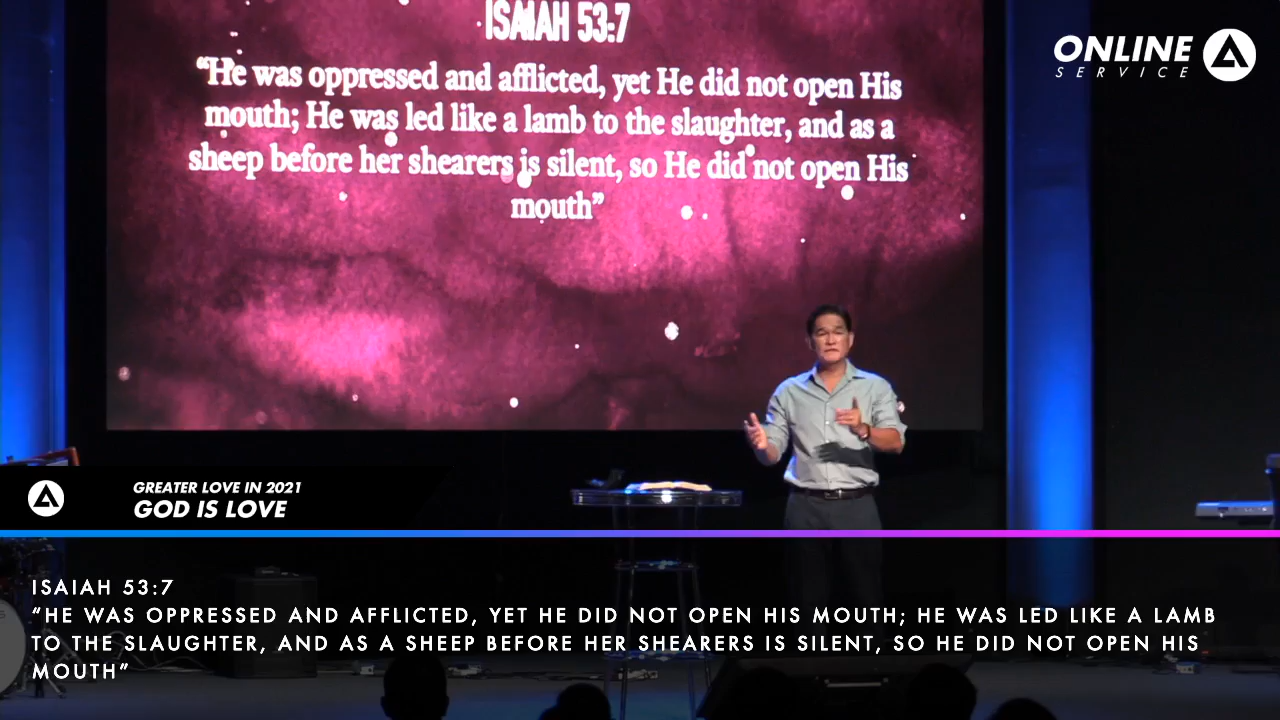 ISAIAH 53:7
“He was oppressed and afflicted, yet He did not open His
mouth; He was led like a lamb to the slaughter, and as a
sheep before her shearers is silent, so He did not open His
mouth”
ONLINE
SERVICE
GREATER LOVE IN 2021
GOD IS LOVE
ISAIAH 53:7
“HE WAS OPPRESSED AND AFFLICTED, YET HE DID NOT OPEN HIS MOUTH; HE WAS LED LIKE A LAMB
TO THE SLAUGHTER, AND AS A SHEEP BEFORE HER SHEARERS IS SILENT, SO HE DID NOT OPEN HIS
MOUTH”